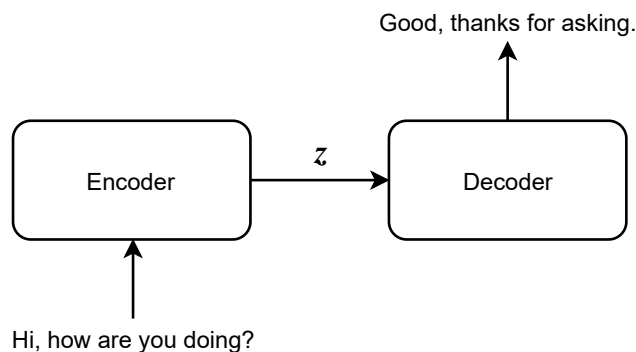 Good, thanks for asking.
z
Encoder
Decoder
Hi, how are you doing?